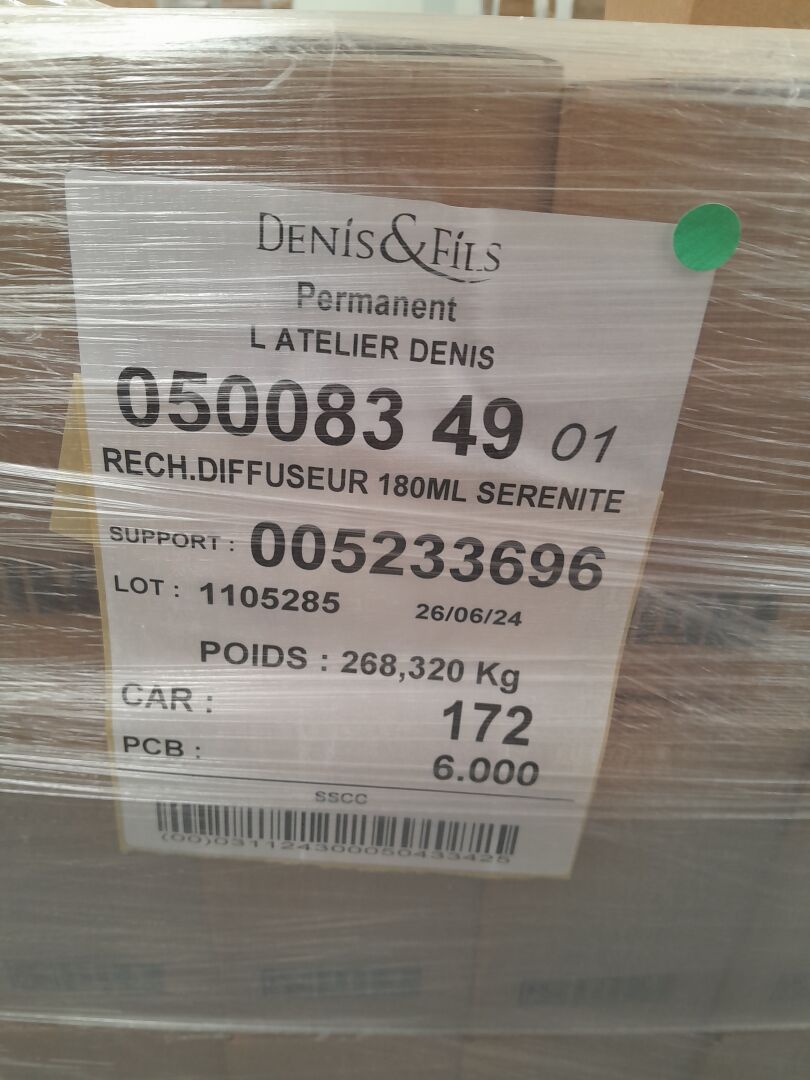 DENIS & FILS
Permanent
L ATELIER DENIS
050083 49 01
RECH.DIFFUSEUR 180ML SERENITE
SUPPORT : 005233696
LOT : 1105285 26/06/24
POIDS : 268,320 Kg
CAR : 172
PCB : 6.000
SSCC
(00)031124300050433425